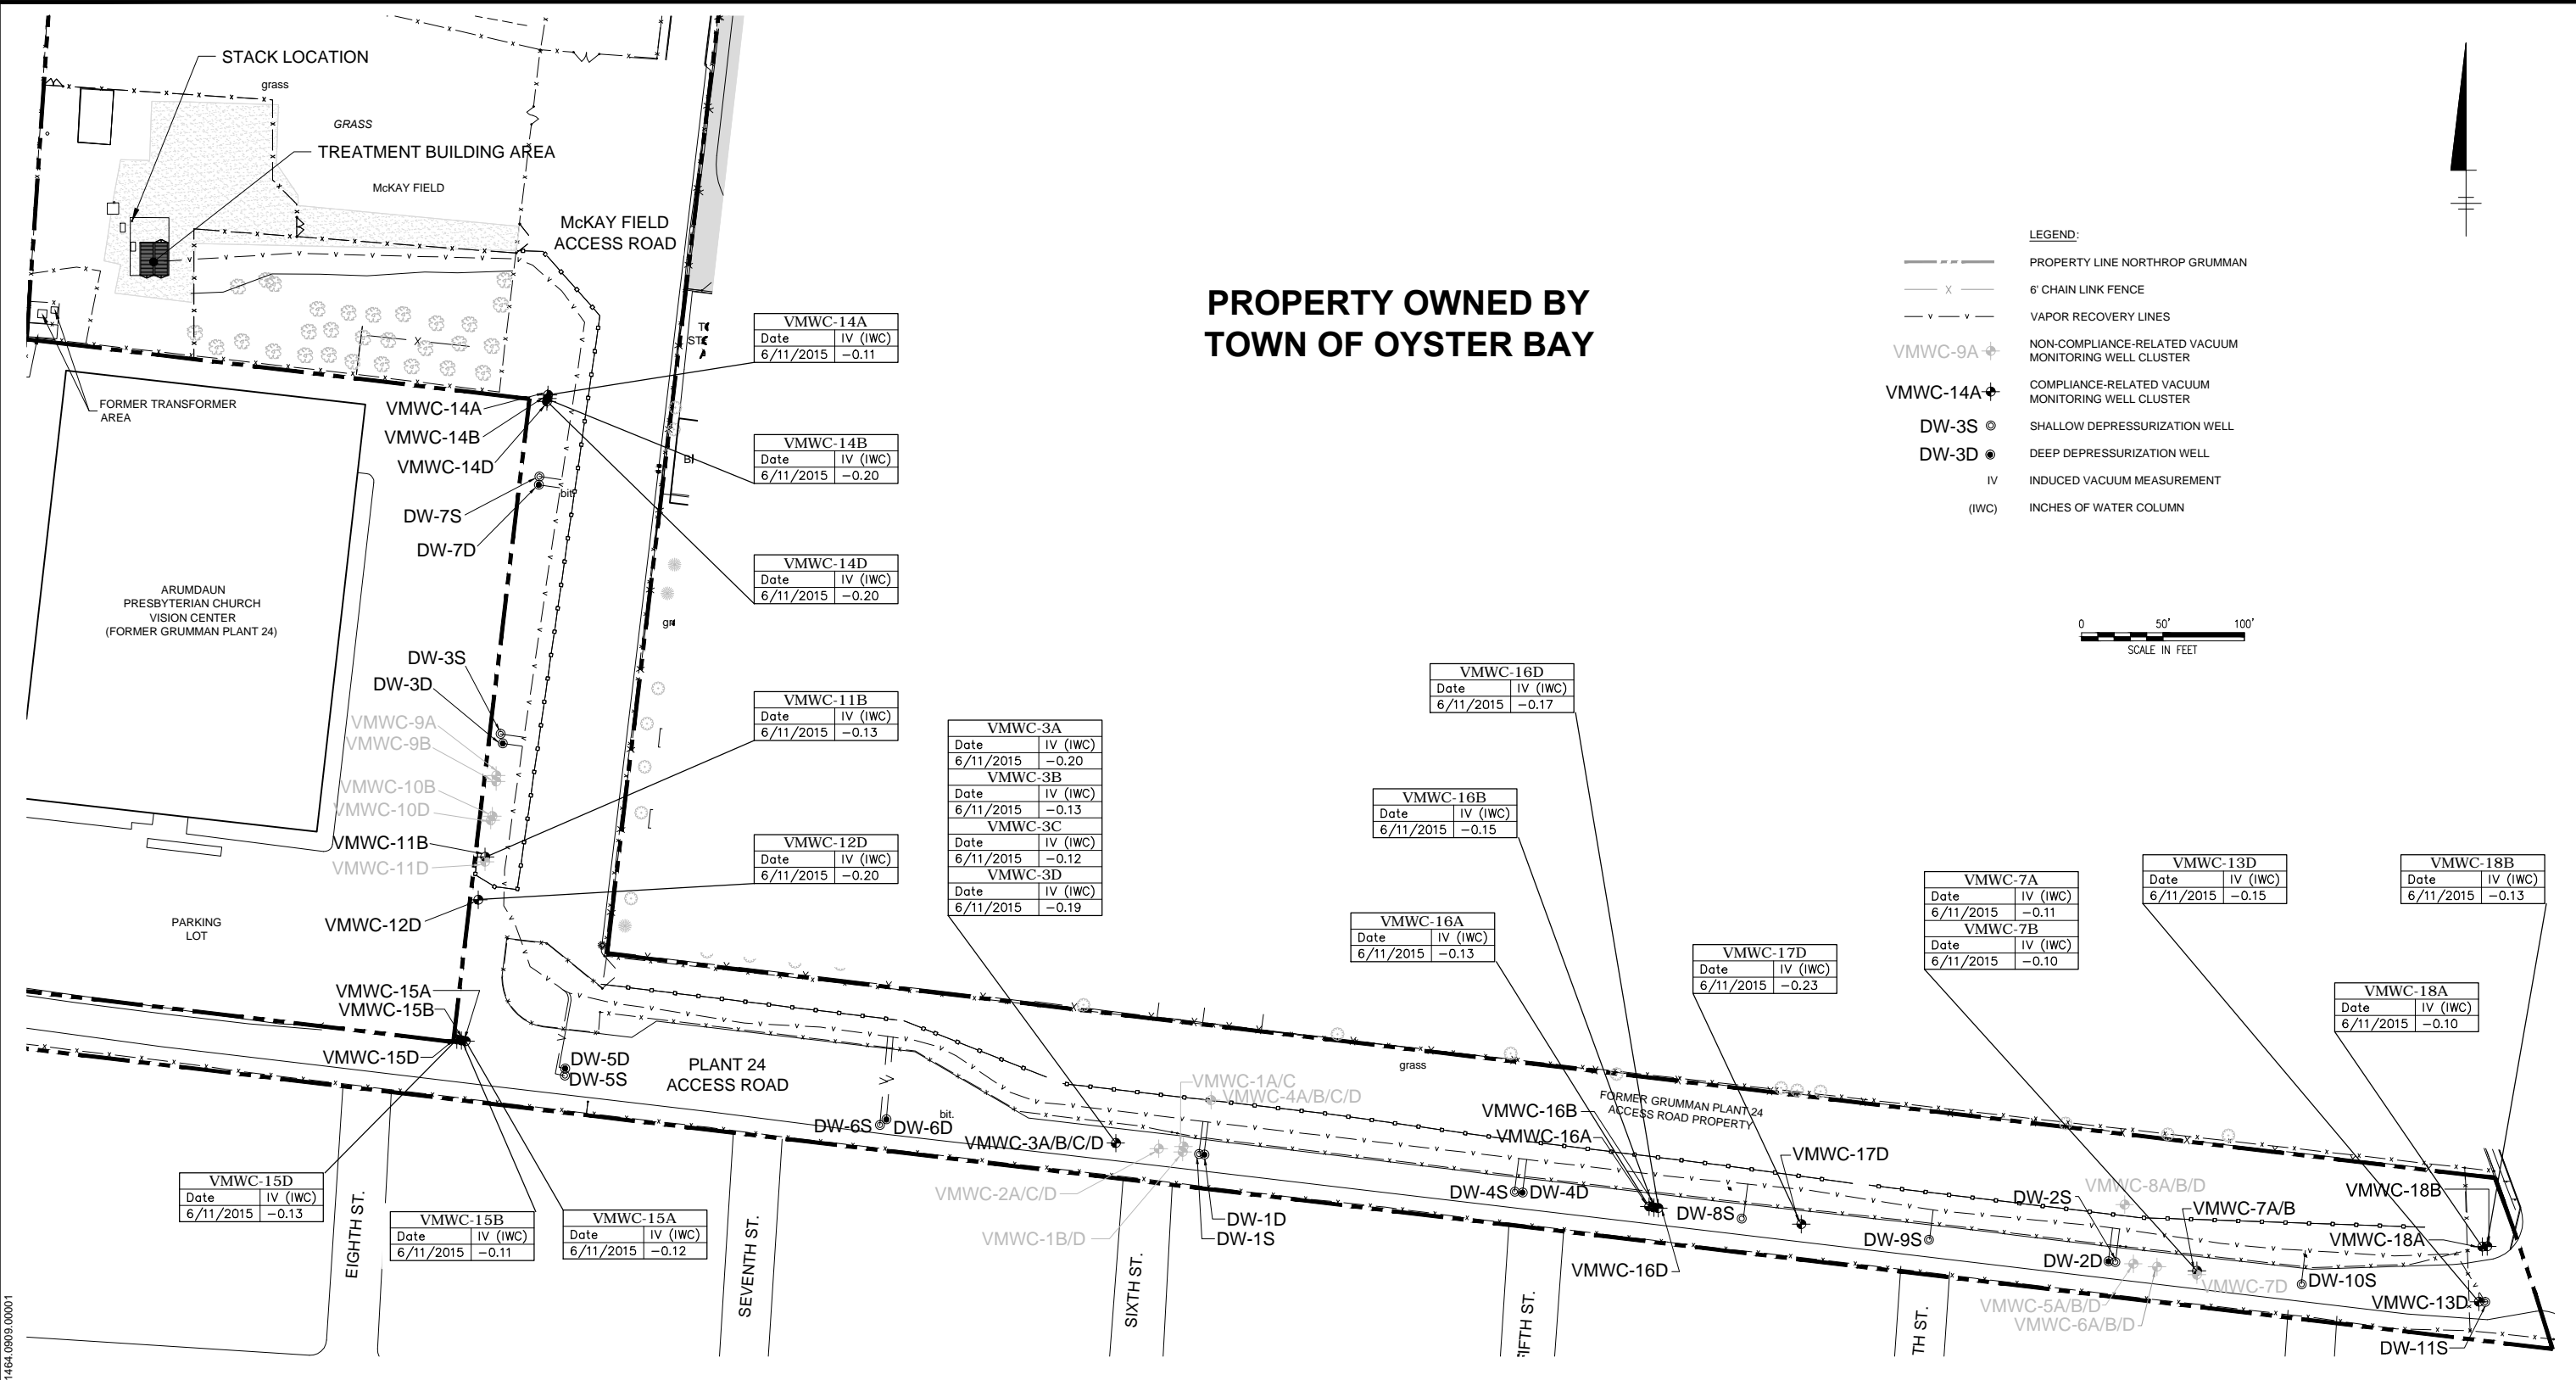 STACK LOCATION
grass
GRASS
TREATMENT BUILDING AREA
McKAY FIELD
McKAY FIELD
ACCESS ROAD
PROPERTY OWNED BY
TOWN OF OYSTER BAY
LEGEND:
PROPERTY LINE NORTHROP GRUMMAN
X 6' CHAIN LINK FENCE
V V VAPOR RECOVERY LINES
VMWC-9A NON-COMPLIANCE-RELATED VACUUM
MONITORING WELL CLUSTER
VMWC-14A COMPLIANCE-RELATED VACUUM
MONITORING WELL CLUSTER
DW-3S SHALLOW DEPRESSURIZATION WELL
DW-3D DEEP DEPRESSURIZATION WELL
IV INDUCED VACUUM MEASUREMENT
(IWC) INCHES OF WATER COLUMN
0 50' 100'
SCALE IN FEET
FORMER TRANSFORMER
AREA
VMWC-14A
VMWC-14B
VMWC-14D
DW-7S
DW-7D
bit.
ARUMDAUN
PRESBYTERIAN CHURCH
VISION CENTER
(FORMER GRUMMAN PLANT 24)
DW-3S
DW-3D
VMWC-9A
VMWC-9B
VMWC-10B
VMWC-10D
VMWC-11B
VMWC-11D
VMWC-12D
PARKING
LOT
VMWC-15A
VMWC-15B
VMWC-15D
VMWC-14A
Date IV (IWC)
6/11/2015 −0.11
VMWC-14B
Date IV (IWC)
6/11/2015 −0.20
VMWC-14D
Date IV (IWC)
6/11/2015 −0.20
VMWC-11B
Date IV (IWC)
6/11/2015 −0.13
VMWC-12D
Date IV (IWC)
6/11/2015 −0.20
VMWC-3A
Date IV (IWC)
6/11/2015 −0.20
VMWC-3B
Date IV (IWC)
6/11/2015 −0.13
VMWC-3C
Date IV (IWC)
6/11/2015 −0.12
VMWC-3D
Date IV (IWC)
6/11/2015 −0.19
VMWC-16D
Date IV (IWC)
6/11/2015 −0.17
VMWC-16B
Date IV (IWC)
6/11/2015 −0.15
VMWC-16A
Date IV (IWC)
6/11/2015 −0.13
VMWC-17D
Date IV (IWC)
6/11/2015 −0.23
VMWC-7A
Date IV (IWC)
6/11/2015 −0.11
VMWC-7B
Date IV (IWC)
6/11/2015 −0.10
VMWC-13D
Date IV (IWC)
6/11/2015 −0.15
VMWC-18B
Date IV (IWC)
6/11/2015 −0.13
VMWC-18A
Date IV (IWC)
6/11/2015 −0.10
VMWC-15D
Date IV (IWC)
6/11/2015 −0.13
VMWC-15B
Date IV (IWC)
6/11/2015 −0.11
VMWC-15A
Date IV (IWC)
6/11/2015 −0.12
DW-5D
DW-5S
PLANT 24
ACCESS ROAD
bit.
DW-6S
DW-6D
VMWC-3A/B/C/D
VMWC-1A/C
VMWC-4A/B/C/D
VMWC-2A/C/D
VMWC-1B/D
DW-1D
DW-1S
grass
FORMER GRUMMAN PLANT 24
ACCESS ROAD PROPERTY
VMWC-16B
VMWC-16A
DW-4S
DW-4D
VMWC-16D
VMWC-17D
DW-8S
DW-9S
DW-2S
DW-2D
VMWC-8A/B/D
VMWC-7A/B
VMWC-7D
VMWC-5A/B/D
VMWC-6A/B/D
DW-10S
VMWC-18B
VMWC-18A
VMWC-13D
DW-11S
EIGHTH ST.
SEVENTH ST.
SIXTH ST.
FIFTH ST.
TH ST.
1464.0909.00001